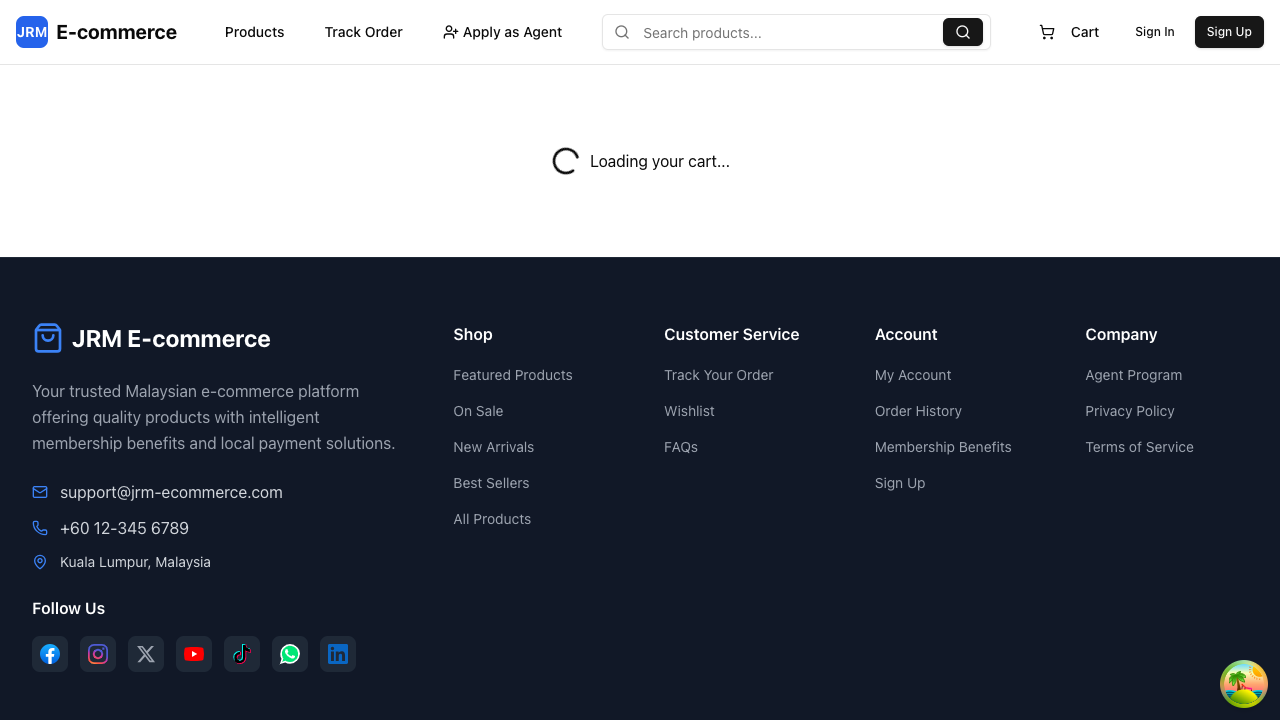 JRM E-commerce
Products
Track Order
Apply as Agent
Search products...
Cart
Sign In
Sign Up
Loading your cart...
JRM E-commerce
Your trusted Malaysian e-commerce platform
offering quality products with intelligent
membership benefits and local payment solutions.
support@jrm-ecommerce.com
+60 12-345 6789
Kuala Lumpur, Malaysia
Follow Us
Shop
Featured Products
On Sale
New Arrivals
Best Sellers
All Products
Customer Service
Track Your Order
Wishlist
FAQs
Account
My Account
Order History
Membership Benefits
Sign Up
Company
Agent Program
Privacy Policy
Terms of Service